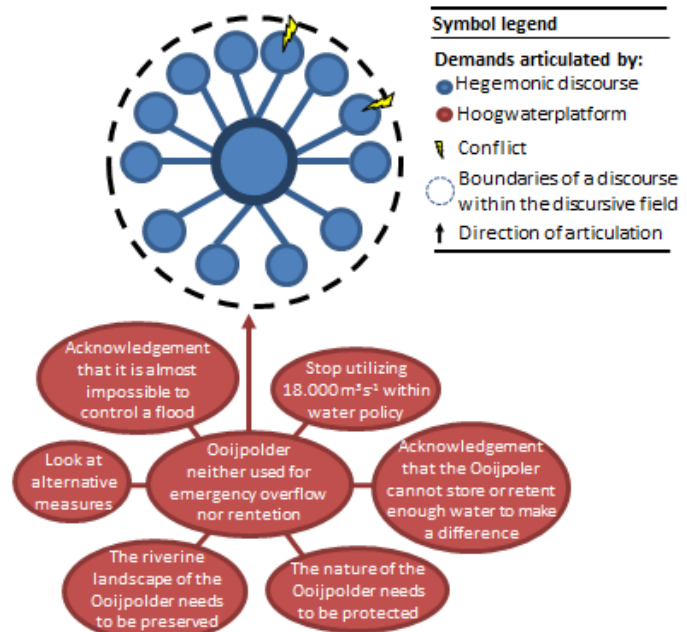 Symbol legend
Demands articulated by:
Hegemonic discourse
Hoogwaterplatform
Conflict
Boundaries of a discourse
within the discursive field
Direction of articulation
Acknowledgement
that it is almost
impossible to
control a flood
Stop utilizing
18.000 m³s⁻¹ within
water policy
Look at
alternative
measures
Ooijpolder
neither used for
emergency overflow
nor rentetion
Acknowledgement
that the Ooijpoler
cannot store or retent
enough water to make
a difference
The riverine
landscape of the
Ooijpolder needs
to be preserved
The nature of the
Ooijpolder needs
to be protected